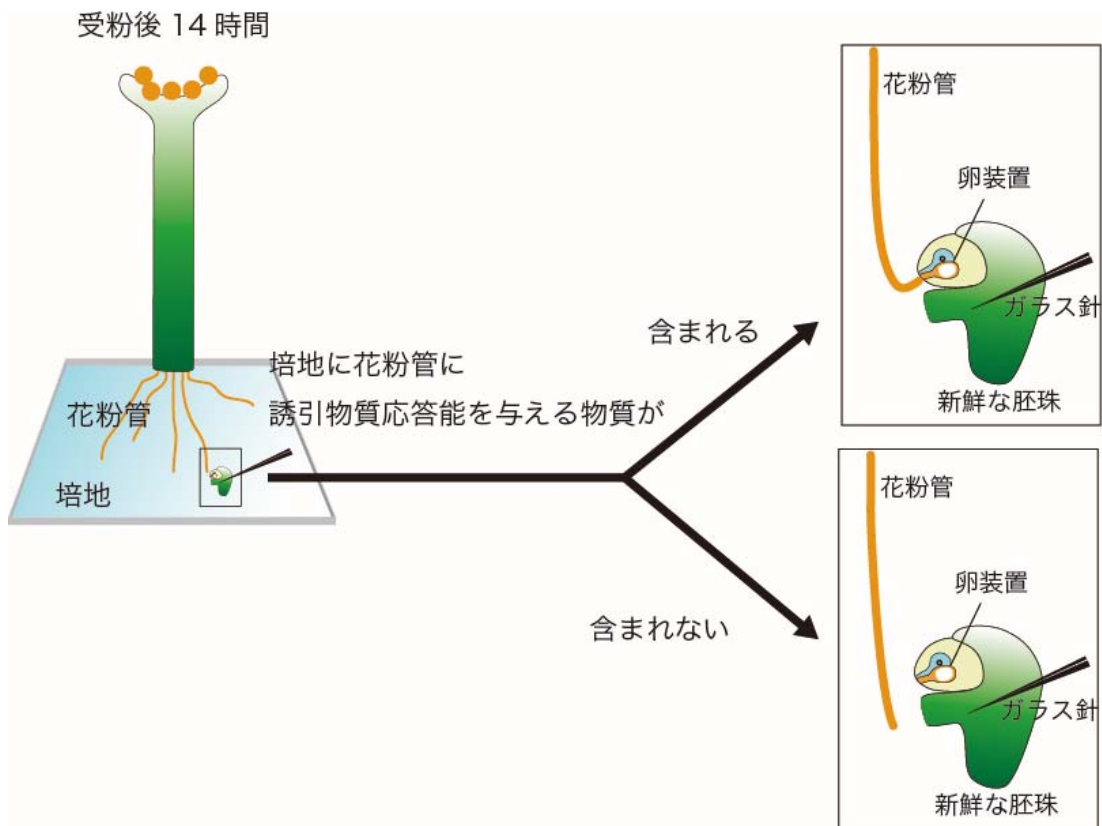 受粉後 14 時間
花粉管
培地
培地に花粉管に
誘引物質応答能を与える物質が
含まれる
含まれない
花粉管
卵装置
ガラス針
新鮮な胚珠
花粉管
卵装置
ガラス針
新鮮な胚珠